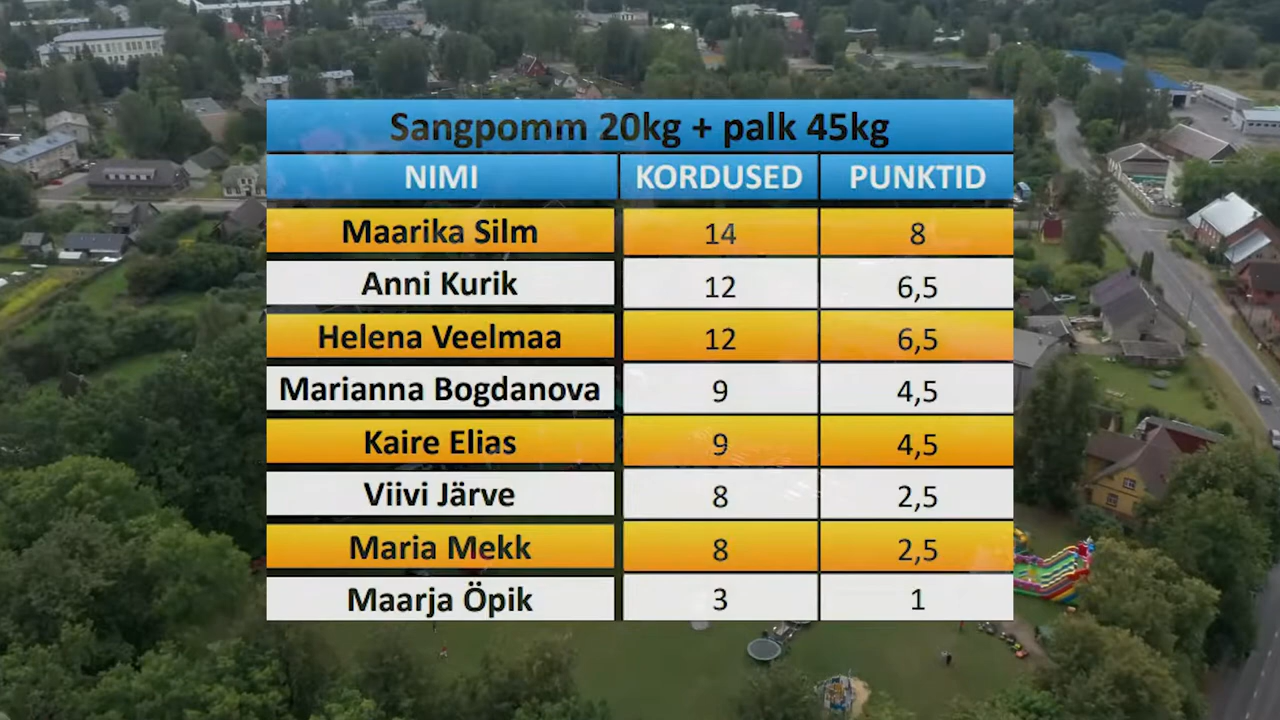 Sangpomm 20kg + palk 45kg
NIMI KORDUSED PUNKTID
Maarika Silm 14 8
Anni Kurik 12 6,5
Helena Veelmaa 12 6,5
Marianna Bogdanova 9 4,5
Kaire Elias 9 4,5
Viivi Järve 8 2,5
Maria Mekk 8 2,5
Maarja Öpik 3 1